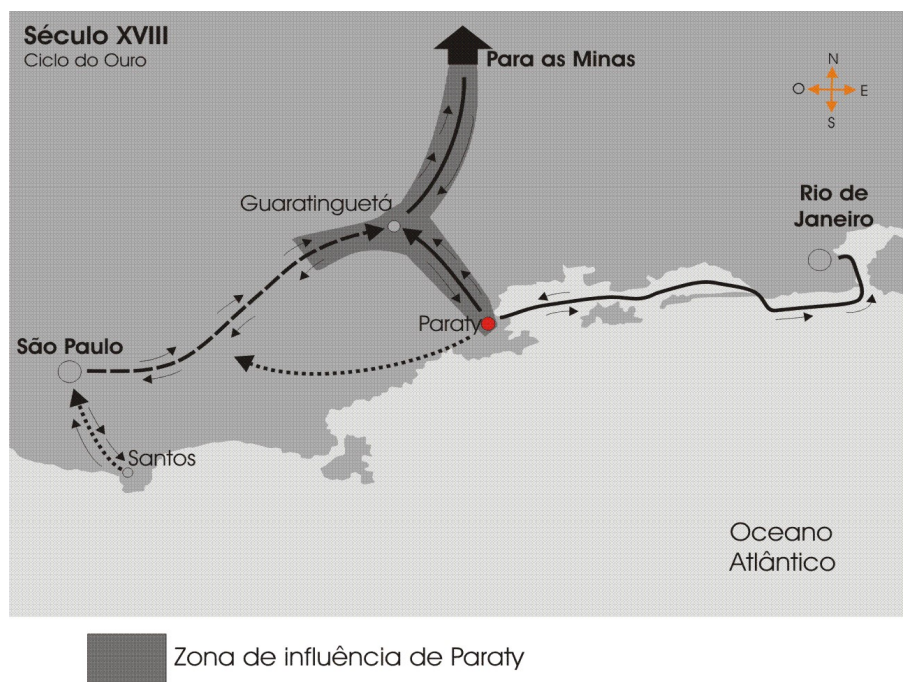 Século XVIII
Ciclo do Ouro
Para as Minas
N
O
E
S
Guaratinguetá
Rio de
Janeiro
Paraty
São Paulo
Santos
Oceano
Atlântico
Zona de influência de Paraty